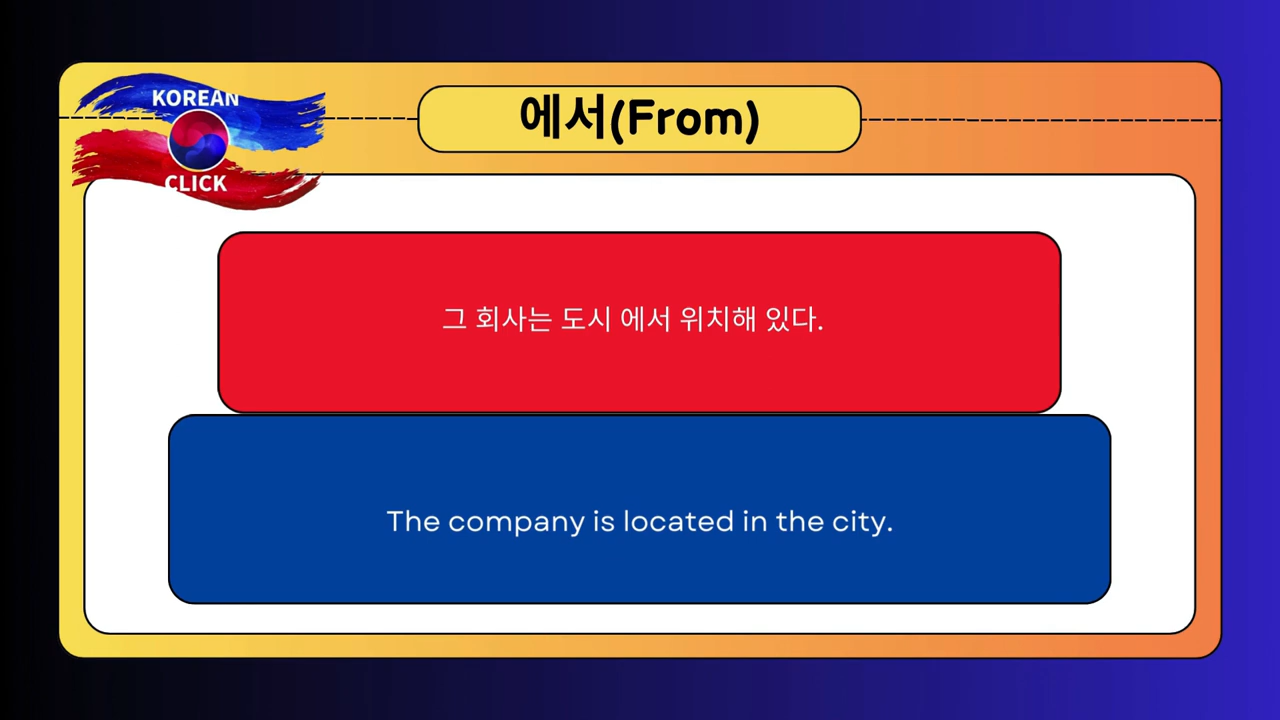 KOREAN
CLICK
에서(From)
그 회사는 도시 에서 위치해 있다.
The company is located in the city.